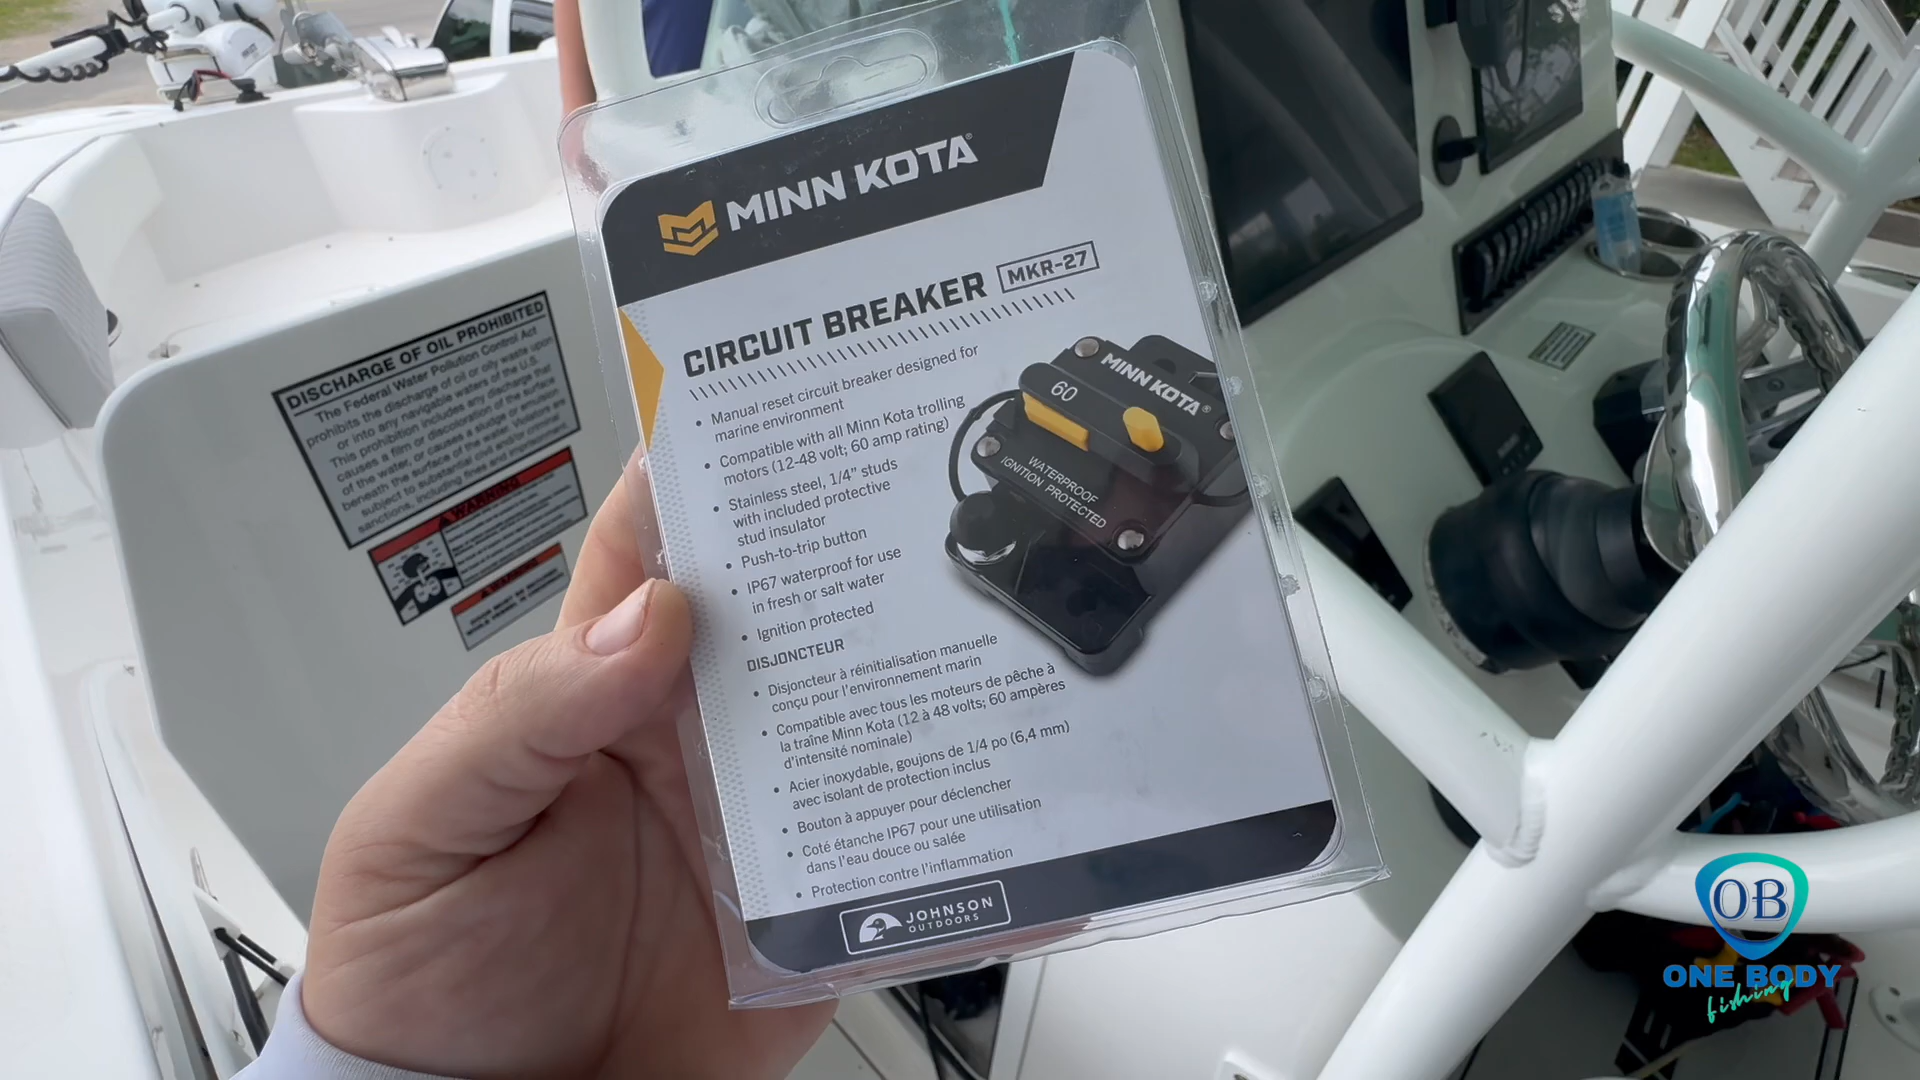 MINN KOTA®
CIRCUIT BREAKER MKR-27
• Manual reset circuit breaker designed for
marine environment
• Compatible with all Minn Kota trolling
motors (12-48 volt; 60 amp rating)
• Stainless steel, 1/4” studs
with included protective
stud insulator
• Push-to-trip button
• IP67 waterproof for use
in fresh or salt water
• Ignition protected
DISJONCTEUR
• Disjoncteur à réinitialisation manuelle
conçu pour l'environnement marin
• Compatible avec tous les moteurs de pêche à
la traîne Minn Kota (12 à 48 volts; 60 ampères
d'intensité nominale)
• Acier inoxydable, goujons de 1/4 po (6,4 mm)
avec isolant de protection inclus
• Bouton à appuyer pour déclencher
• Coté étanche IP67 pour une utilisation
dans l'eau douce ou salée
• Protection contre l'inflammation
JOHNSON
OUTDOORS
MINN KOTA®
60
WATERPROOF
IGNITION PROTECTED
DISCHARGE OF OIL PROHIBITED
The Federal Water Pollution Control Act
prohibits the discharge of oil or oily waste upon
or into any navigable waters of the U.S.
This prohibition includes any discharge that
causes a film or discoloration of the surface
of the water, or causes a sludge or emulsion
beneath the surface of the water. Violators are
subject to substantial civil and/or criminal
sanctions, including fines and imprisonment.
WARNING
WARNING
OB
ONE BODY
fishing